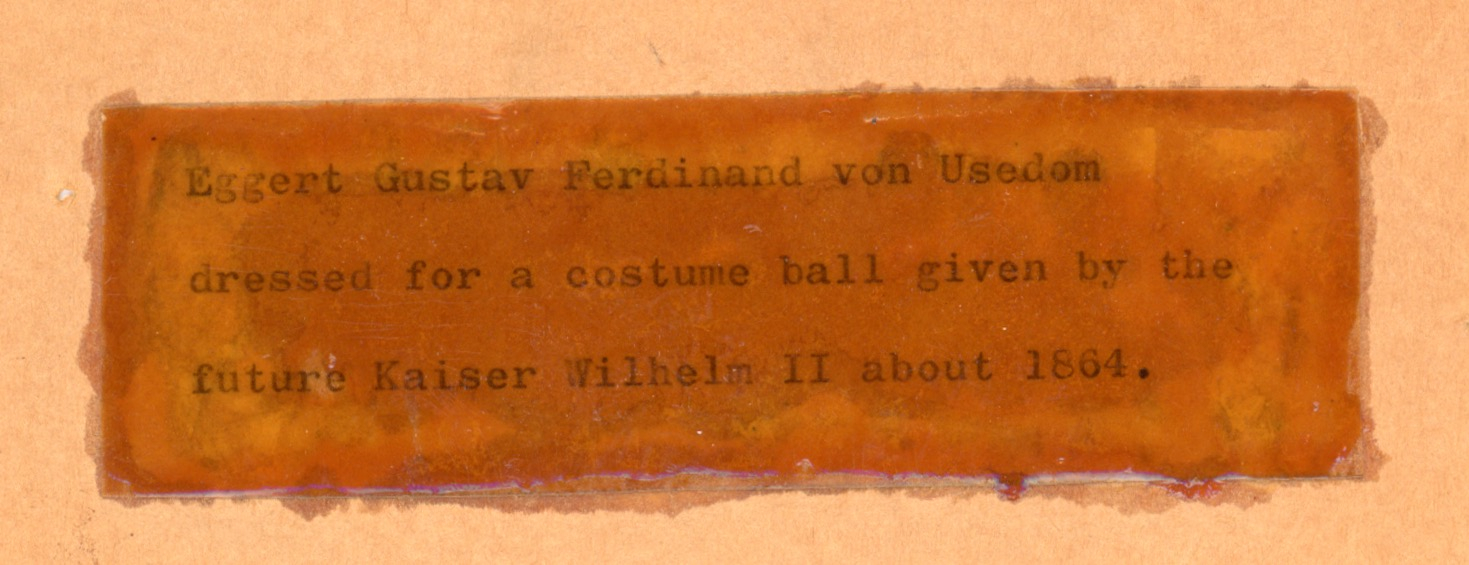 Eggert Gustav Ferdinand von Usedom
dressed for a costume ball given by the
future Kaiser Wilhelm II about 1864.